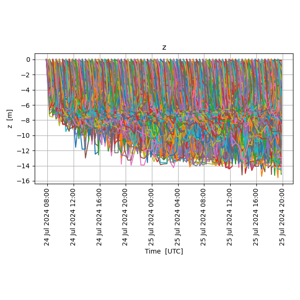 z
0
−2
−4
−6
−8
−10
−12
−14
−16
z [m]
24 Jul 2024 08:00
24 Jul 2024 12:00
24 Jul 2024 16:00
24 Jul 2024 20:00
25 Jul 2024 00:00
25 Jul 2024 04:00
25 Jul 2024 08:00
25 Jul 2024 12:00
25 Jul 2024 16:00
25 Jul 2024 20:00
Time [UTC]